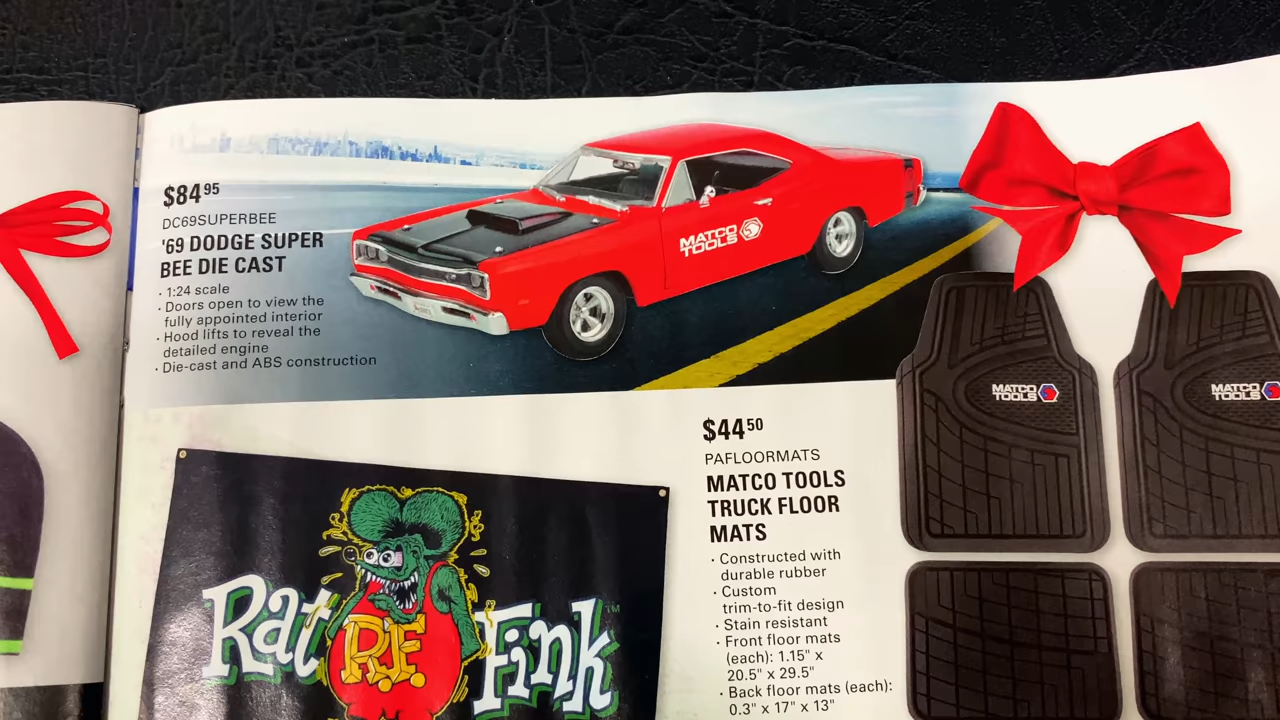 $84.95
DC69SUPERBEE
'69 DODGE SUPER
BEE DIE CAST
· 1:24 scale
· Doors open to view the
fully appointed interior
· Hood lifts to reveal the
detailed engine
· Die-cast and ABS construction
MATCO
TOOLS
$44.50
PAFLOORMATS
MATCO TOOLS
TRUCK FLOOR
MATS
· Constructed with
durable rubber
· Custom
trim-to-fit design
· Stain resistant
· Front floor mats
(each): 1.15" x
20.5" x 29.5"
· Back floor mats (each):
0.3" x 17" x 13"
MATCO
TOOLS
MATCO
TOOLS
Rat Fink™
R.F.